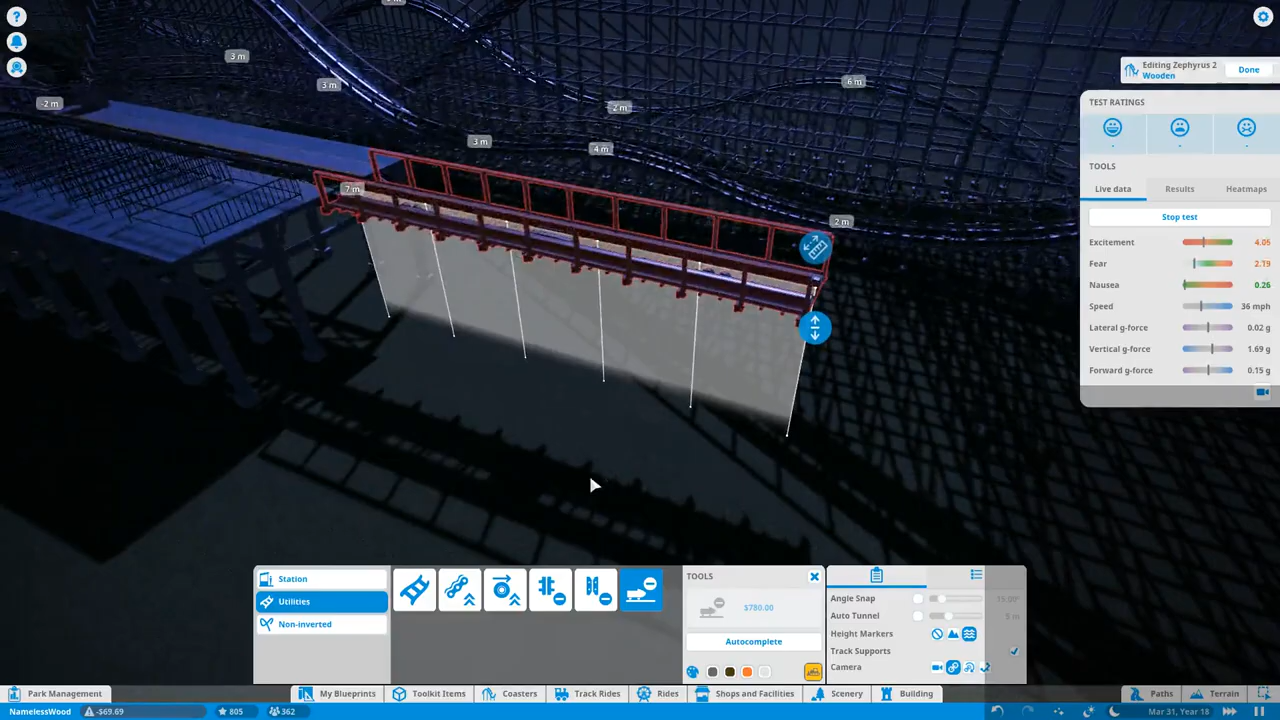 3 m
3 m
-2 m
6 m
2 m
3 m
4 m
7 m
2 m
Editing Zephyrus 2
Wooden
Done
TEST RATINGS
-
-
-
TOOLS
Live data
Results
Heatmaps
Stop test
Excitement 4.05
Fear 2.19
Nausea 0.26
Speed 36 mph
Lateral g-force 0.02 g
Vertical g-force 1.69 g
Forward g-force 0.15 g
Station
Utilities
Non-inverted
TOOLS
$780.00
Autocomplete
Angle Snap 15.00°
Auto Tunnel 5 m
Height Markers
Track Supports
Camera
Park Management
My Blueprints
Toolkit Items
Coasters
Track Rides
Rides
Shops and Facilities
Scenery
Building
Paths
Terrain
NamelessWood
-$69.69
805
362
Mar 31, Year 18